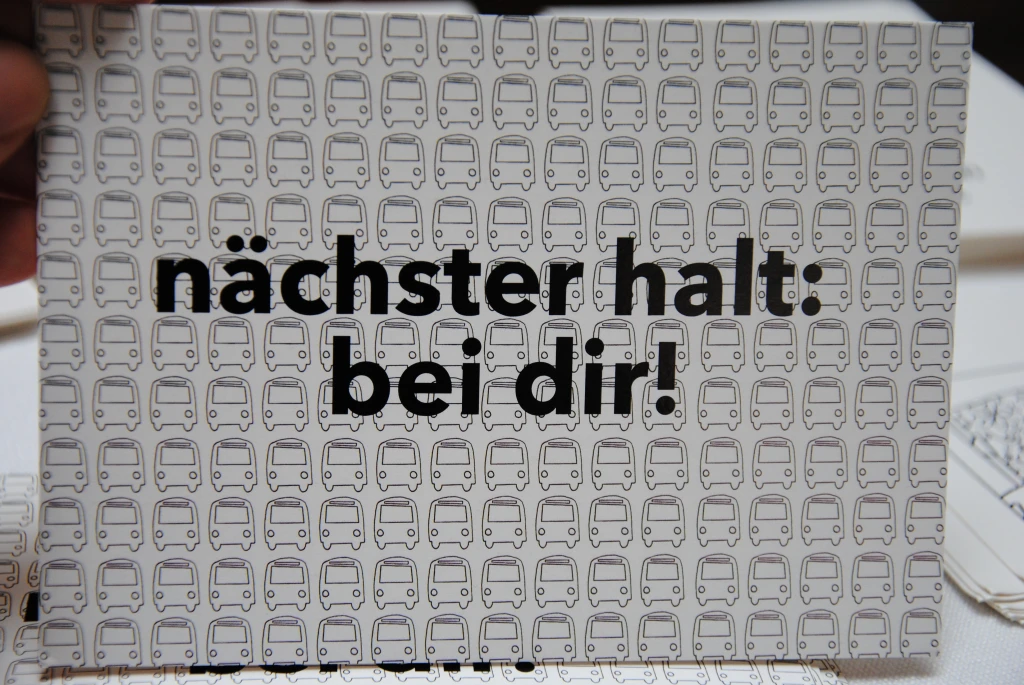 nächster halt:
bei dir!